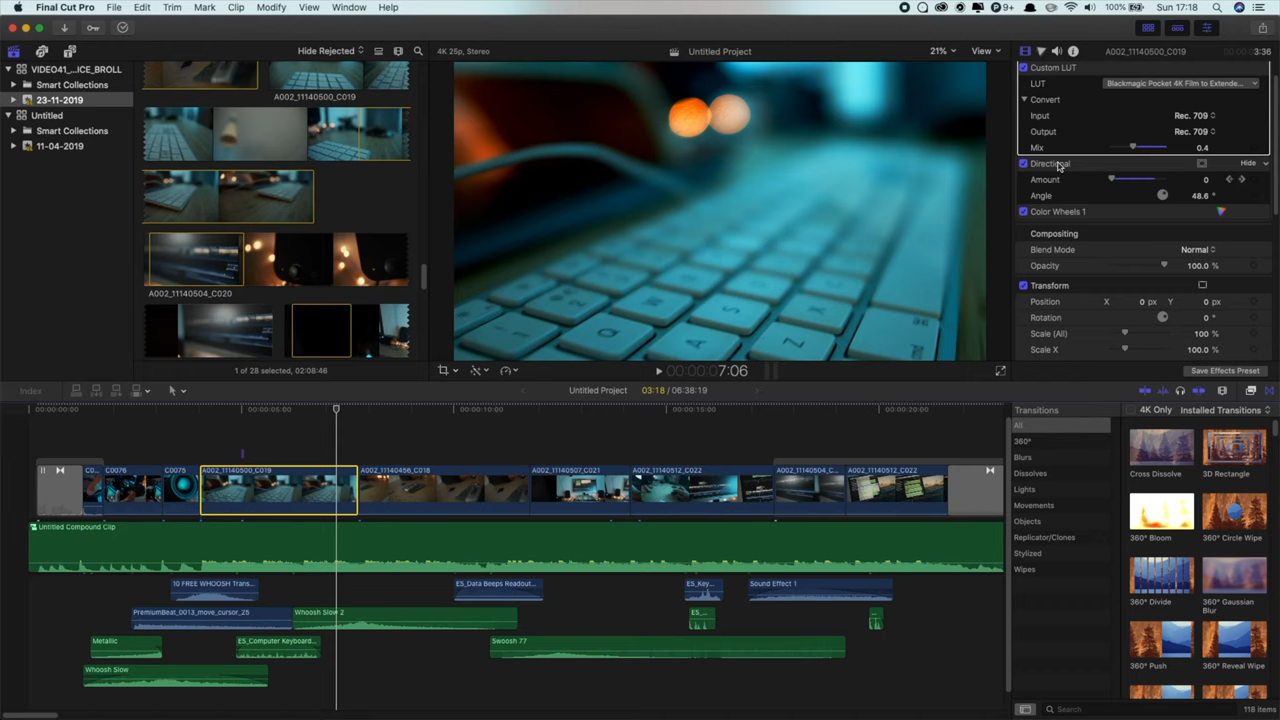 Final Cut Pro File Edit Trim Mark Clip Modify View Window Help
9+ 100% Sun 17:18
Hide Rejected
4K 25p, Stereo
Untitled Project
21% View
A002_11140500_C019
3:36
VIDEO41_...ICE_BROLL
Smart Collections
23-11-2019
Untitled
Smart Collections
11-04-2019
A002_11140500_C019
A002_11140504_C020
1 of 28 selected, 02:08:46
Custom LUT
LUT Blackmagic Pocket 4K Film to Extende...
Convert
Input Rec. 709
Output Rec. 709
Mix 0.4
Directional Hide
Amount 0
Angle 48.6 °
Color Wheels 1
Compositing
Blend Mode Normal
Opacity 100.0 %
Transform
Position X 0 px Y 0 px
Rotation 0 °
Scale (All) 100 %
Scale X 100.0 %
00:00:00:07:06
Save Effects Preset
Index
Untitled Project
03:18 / 06:38:19
00:00:00:00 00:00:05:00 00:00:10:00 00:00:15:00 00:00:20:00
C0... C0076 C0075 A002_11140500_C019 A002_11140456_C018 A002_11140507_C021 A002_11140512_C022 A002_11140504_C... A002_11140512_C022
Untitled Compound Clip
10 FREE WHOOSH Trans... ES_Data Beeps Readout... ES_Key... Sound Effect 1
PremiumBeat_0013_move_cursor_25 Whoosh Slow 2 ES_... ...
Metallic ES_Computer Keyboard... Swoosh 77
Whoosh Slow
Transitions 4K Only Installed Transitions
All
360°
Blurs
Dissolves
Lights
Movements
Objects
Replicator/Clones
Stylized
Wipes
Cross Dissolve 3D Rectangle
360° Bloom 360° Circle Wipe
360° Divide 360° Gaussian Blur
360° Push 360° Reveal Wipe
Search
118 items